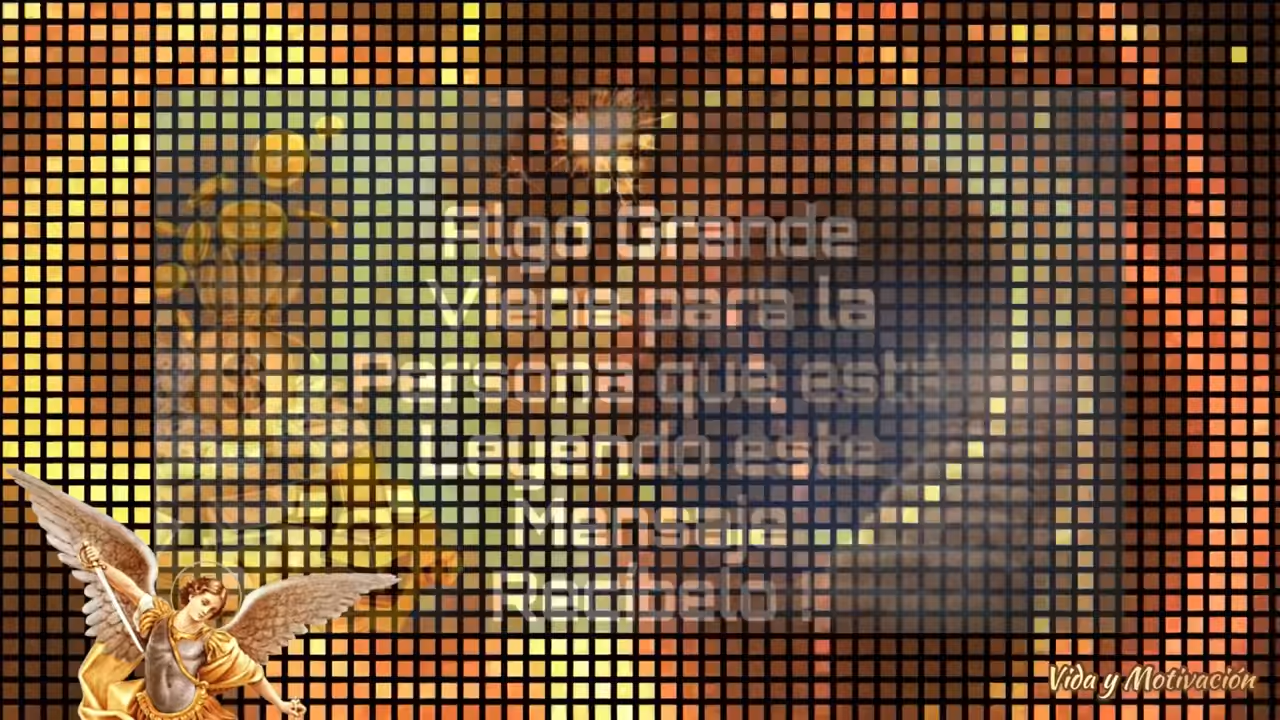 Algo Grande
Viene para la
Persona que está
Leyendo este
Mensaje
Recíbelo !
Vida y Motivación